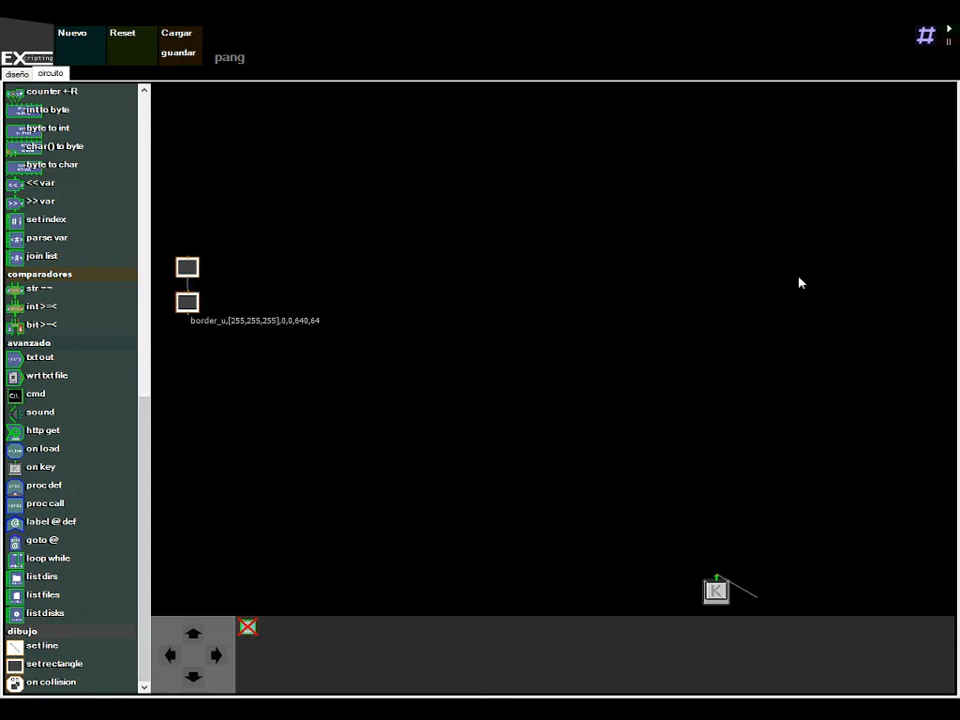 Nuevo
Reset
Cargar
guardar
EXcripting
pang
#
diseño
circuito
counter +-R
int to byte
byte to int
char() to byte
byte to char
<< var
>> var
set index
parse var
join list
comparadores
str ==
int >=<
bit >=<
avanzado
txt out
wrt txt file
cmd
sound
http get
on load
on key
proc def
proc call
label @ def
goto @
loop while
list dirs
list files
list disks
dibujo
set line
set rectangle
on collision
border_u,[255,255,255],0,0,640,64
K